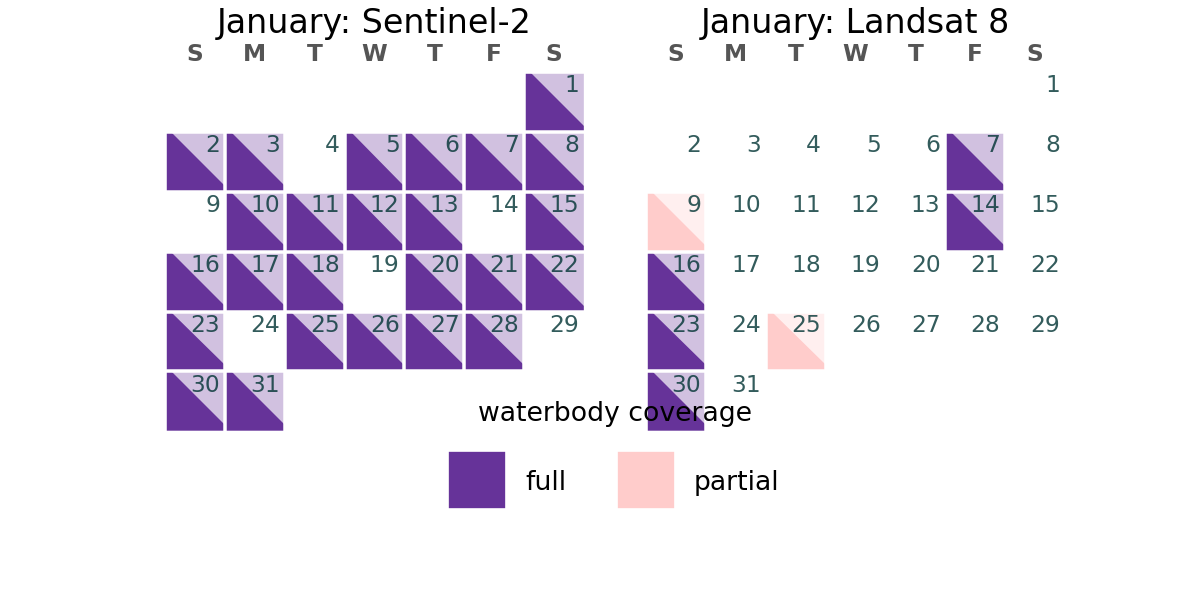 January: Sentinel-2
S M T W T F S
1
2 3 4 5 6 7 8
9 10 11 12 13 14 15
16 17 18 19 20 21 22
23 24 25 26 27 28 29
30 31
January: Landsat 8
S M T W T F S
1
2 3 4 5 6 7 8
9 10 11 12 13 14 15
16 17 18 19 20 21 22
23 24 25 26 27 28 29
30 31
waterbody coverage
full partial